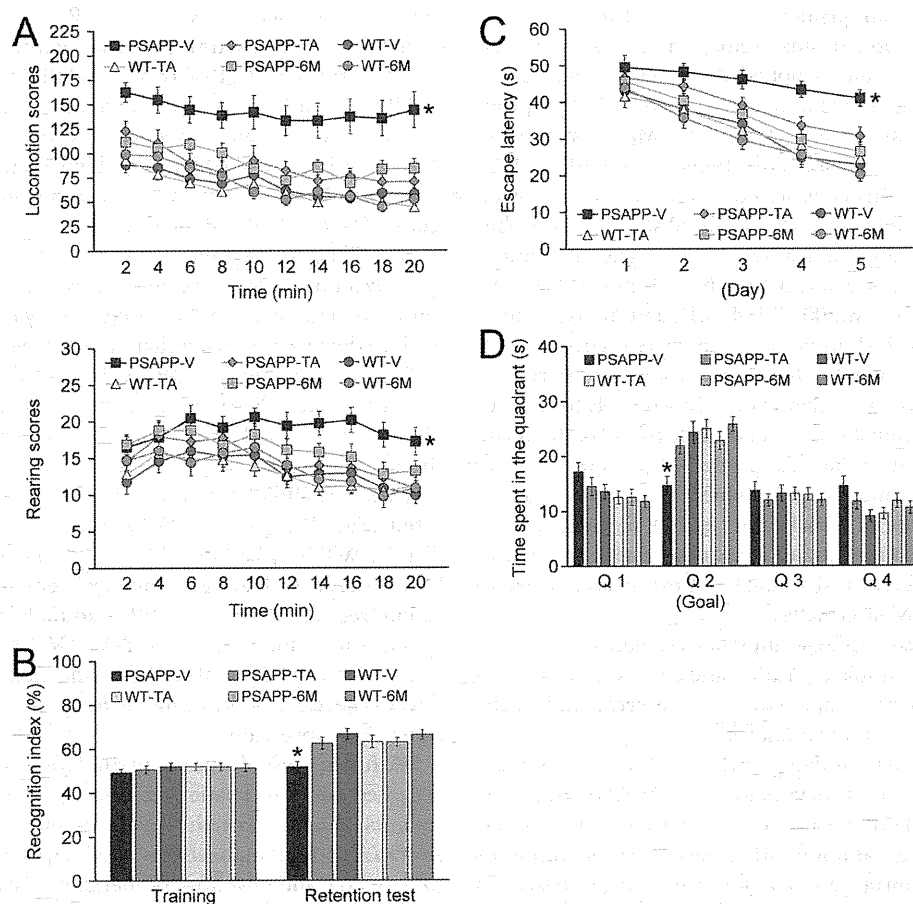 A
PSAPP-V PSAPP-TA WT-V
WT-TA PSAPP-6M WT-6M
Locomotion scores
225
200
175
150
125
100
75
50
25
0
*
2 4 6 8 10 12 14 16 18 20
Time (min)
PSAPP-V PSAPP-TA WT-V
WT-TA PSAPP-6M WT-6M
Rearing scores
30
25
20
15
10
5
0
*
2 4 6 8 10 12 14 16 18 20
Time (min)
B
PSAPP-V PSAPP-TA WT-V
WT-TA PSAPP-6M WT-6M
Recognition index (%)
100
80
60
40
20
0
*
Training Retention test
C
Escape latency (s)
60
50
40
30
20
10
0
*
PSAPP-V PSAPP-TA WT-V
WT-TA PSAPP-6M WT-6M
1 2 3 4 5
(Day)
D
PSAPP-V PSAPP-TA WT-V
WT-TA PSAPP-6M WT-6M
Time spent in the quadrant (s)
40
30
20
10
0
*
Q 1 Q 2 Q 3 Q 4
(Goal)